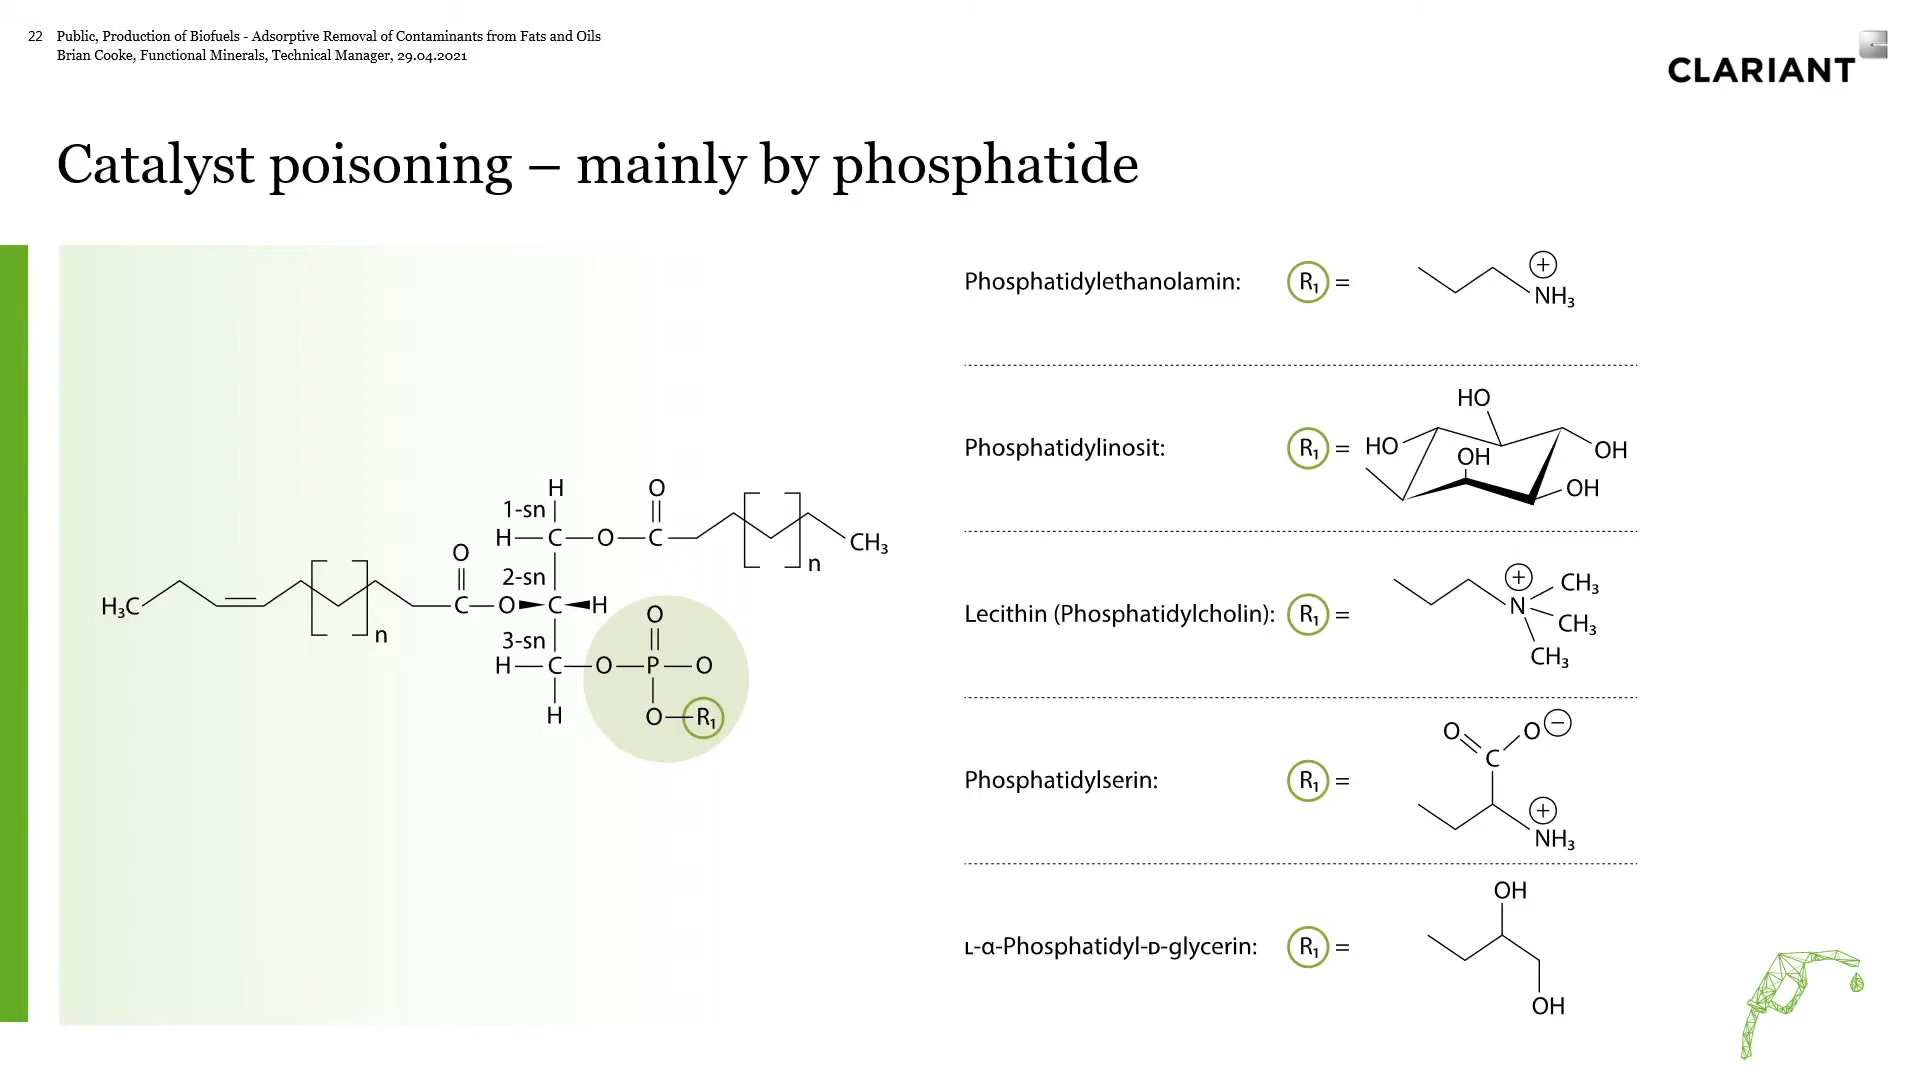 22 Public, Production of Biofuels - Adsorptive Removal of Contaminants from Fats and Oils
Brian Cooke, Functional Minerals, Technical Manager, 29.04.2021
CLARIANT
Catalyst poisoning – mainly by phosphatide
H
1-sn
O
H C O C
n
CH₃
O
2-sn
H₃C
n
C O C H
O
3-sn
H C O P O
H
O R₁
Phosphatidylethanolamin: R₁ =
+
NH₃
Phosphatidylinosit: R₁ =
HO
HO
OH
OH
OH
Lecithin (Phosphatidylcholin): R₁ =
+
N
CH₃
CH₃
CH₃
Phosphatidylserin: R₁ =
O
O −
C
+
NH₃
ʟ-α-Phosphatidyl-ᴅ-glycerin: R₁ =
OH
OH